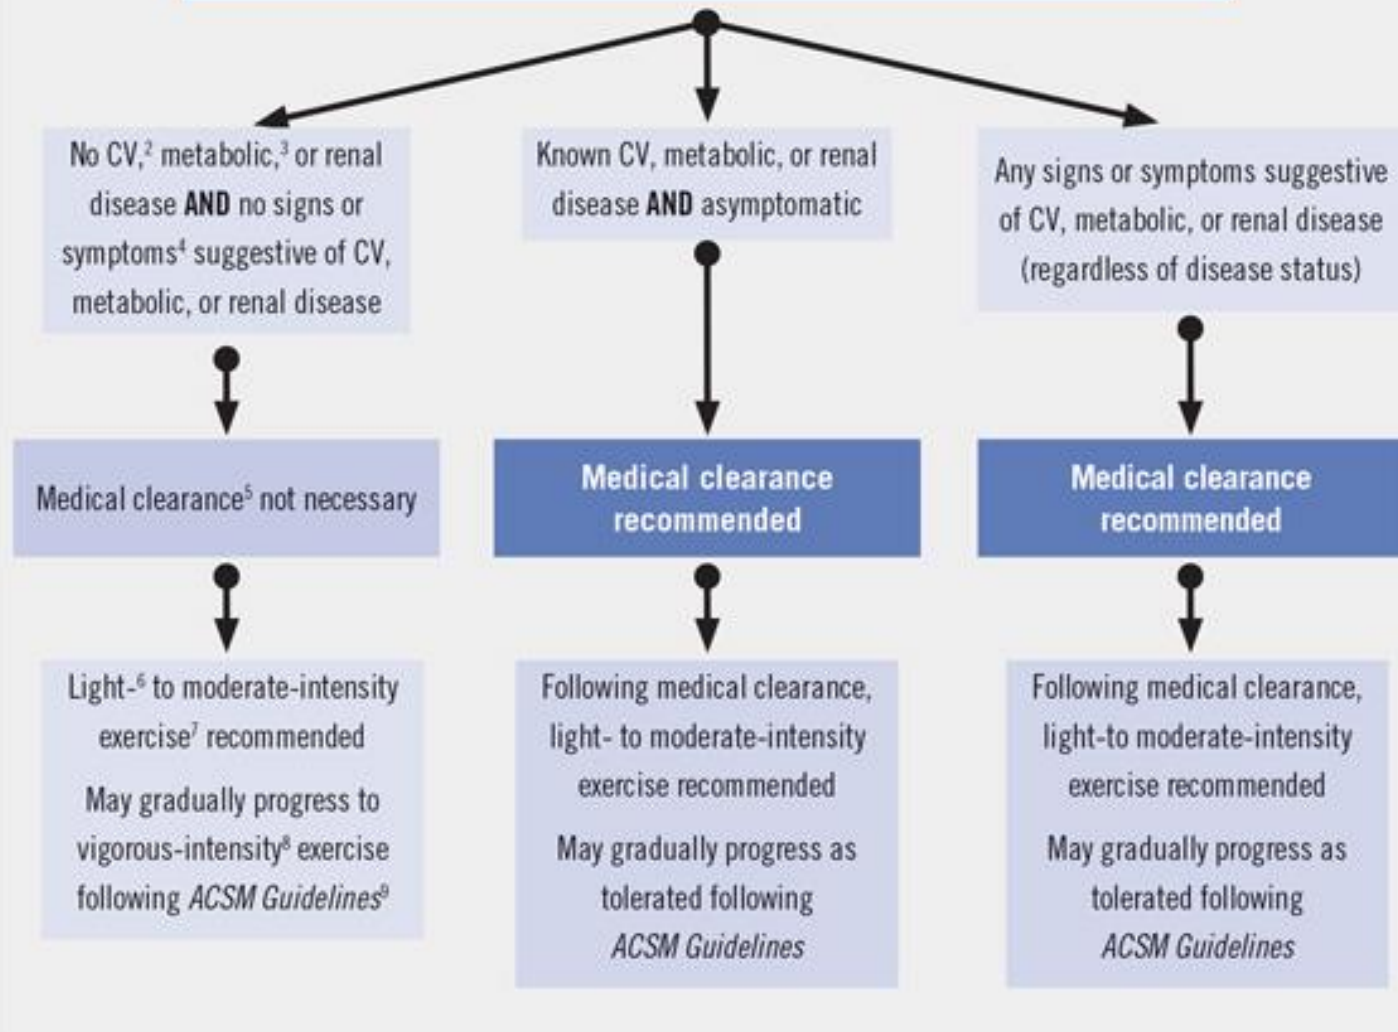 No CV,² metabolic,³ or renal
disease AND no signs or
symptoms⁴ suggestive of CV,
metabolic, or renal disease
Medical clearance⁵ not necessary
Light-⁶ to moderate-intensity
exercise⁷ recommended
May gradually progress to
vigorous-intensity⁸ exercise
following ACSM Guidelines⁹
Known CV, metabolic, or renal
disease AND asymptomatic
Medical clearance
recommended
Following medical clearance,
light- to moderate-intensity
exercise recommended
May gradually progress as
tolerated following
ACSM Guidelines
Any signs or symptoms suggestive
of CV, metabolic, or renal disease
(regardless of disease status)
Medical clearance
recommended
Following medical clearance,
light-to moderate-intensity
exercise recommended
May gradually progress as
tolerated following
ACSM Guidelines